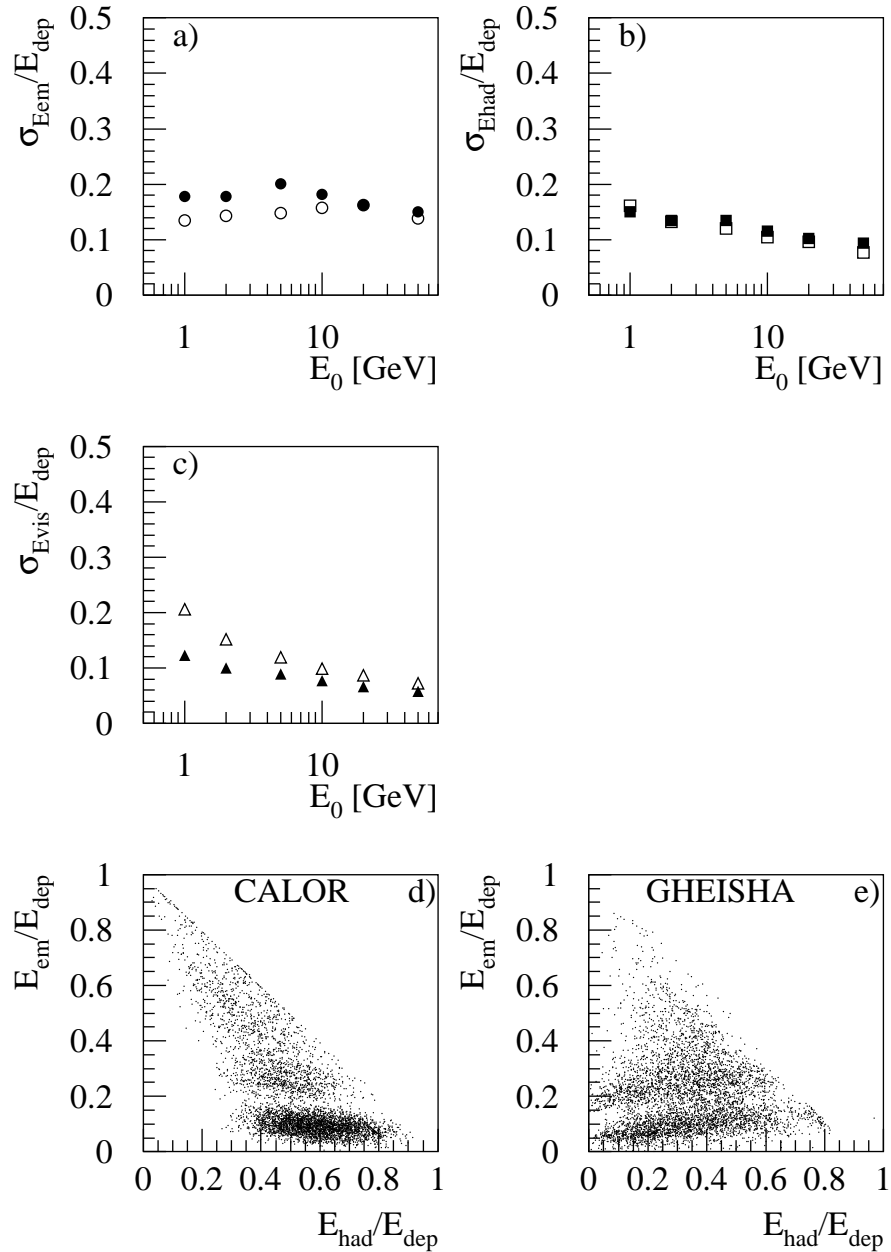 a)
σ_Eem/E_dep
0.5
0.4
0.3
0.2
0.1
0
1 10
E_0 [GeV]
b)
σ_Ehad/E_dep
0.5
0.4
0.3
0.2
0.1
0
1 10
E_0 [GeV]
c)
σ_Evis/E_dep
0.5
0.4
0.3
0.2
0.1
0
1 10
E_0 [GeV]
CALOR d)
E_em/E_dep
1
0.8
0.6
0.4
0.2
0
0 0.2 0.4 0.6 0.8 1
E_had/E_dep
GHEISHA e)
E_em/E_dep
1
0.8
0.6
0.4
0.2
0
0 0.2 0.4 0.6 0.8 1
E_had/E_dep